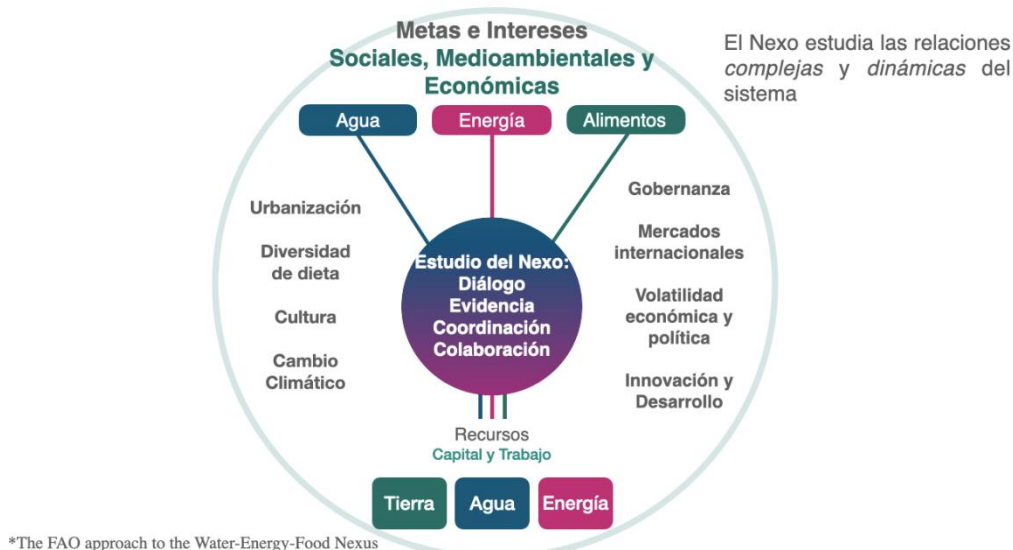 Metas e Intereses
Sociales, Medioambientales y
Económicas
El Nexo estudia las relaciones
complejas y dinámicas del
sistema
Agua
Energía
Alimentos
Urbanización
Diversidad
de dieta
Cultura
Cambio
Climático
Estudio del Nexo:
Diálogo
Evidencia
Coordinación
Colaboración
Gobernanza
Mercados
internacionales
Volatilidad
económica y
política
Innovación y
Desarrollo
Recursos
Capital y Trabajo
Tierra
Agua
Energía
*The FAO approach to the Water-Energy-Food Nexus